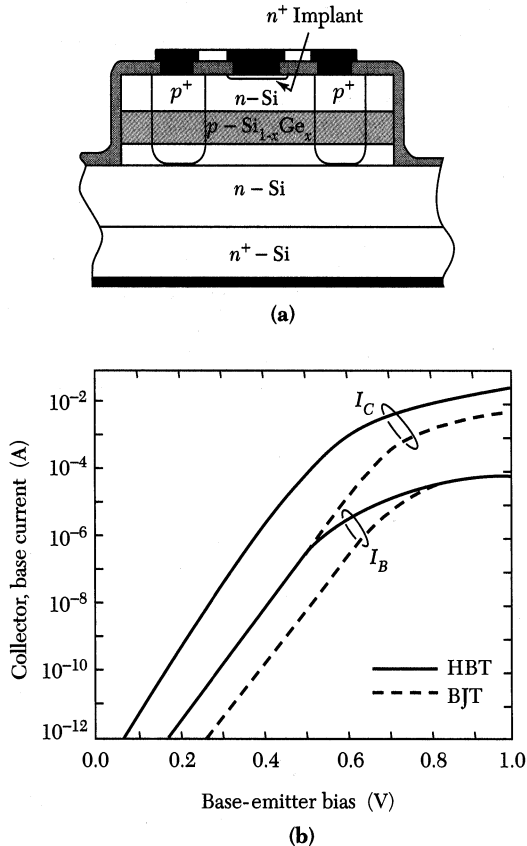 n+ Implant
p+
p+
n–Si
p – Si1-xGex
n – Si
n+ – Si
(a)
Collector, base current (A)
10−2
10−4
10−6
10−8
10−10
10−12
IC
IB
HBT
BJT
0.0
0.2
0.4
0.6
0.8
1.0
Base-emitter bias (V)
(b)